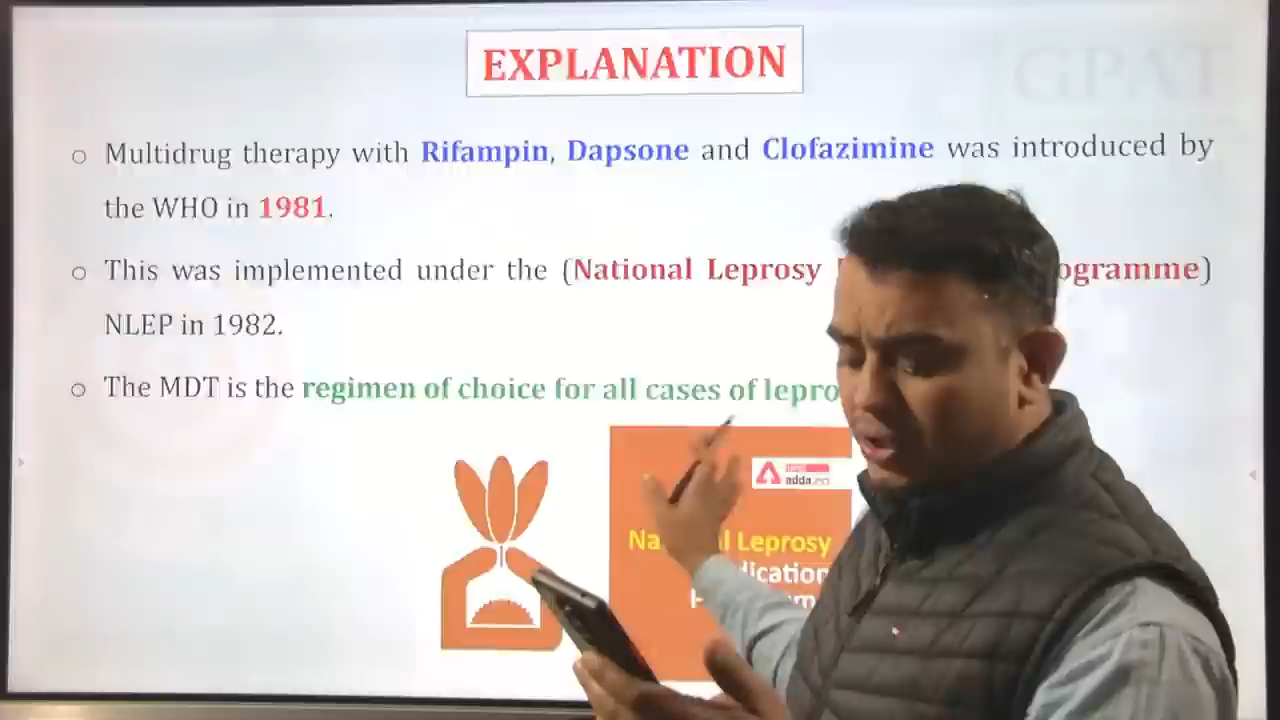 EXPLANATION
GPAT
Multidrug therapy with Rifampin, Dapsone and Clofazimine was introduced by
the WHO in 1981.
This was implemented under the (National Leprosy ogramme)
NLEP in 1982.
The MDT is the regimen of choice for all cases of lepro
adda
Na l Leprosy
dication